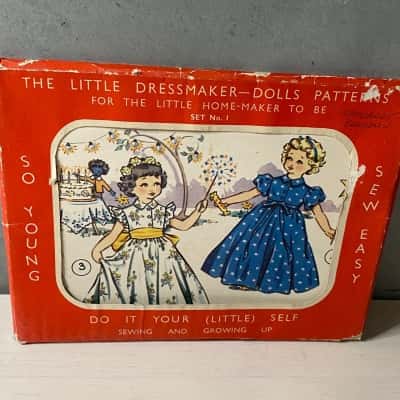 THE LITTLE DRESSMAKER—DOLLS PATTERNS
FOR THE LITTLE HOME-MAKER TO BE
SET No. 1
SO YOUNG
SEW EASY
3
DO IT YOUR (LITTLE) SELF
SEWING AND GROWING UP